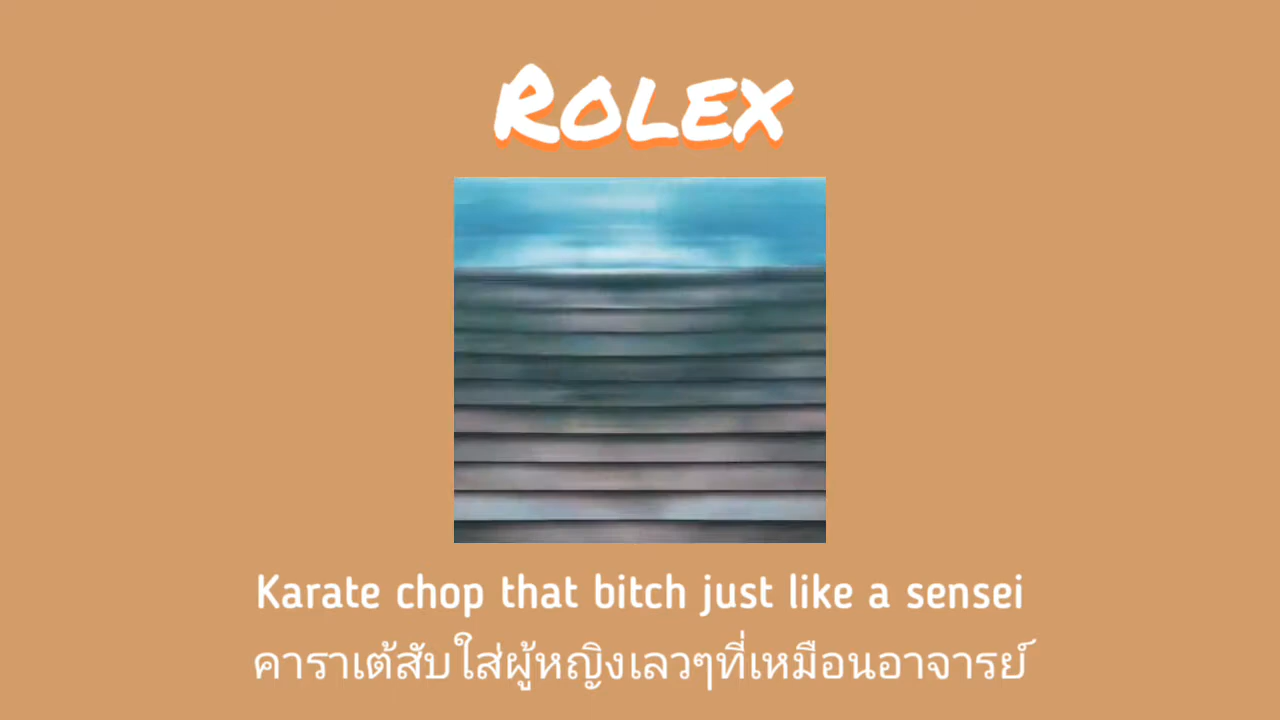 ROLEX
Karate chop that bitch just like a sensei
คาราเต้สับใส่ผู้หญิงเลวๆที่เหมือนอาจารย์